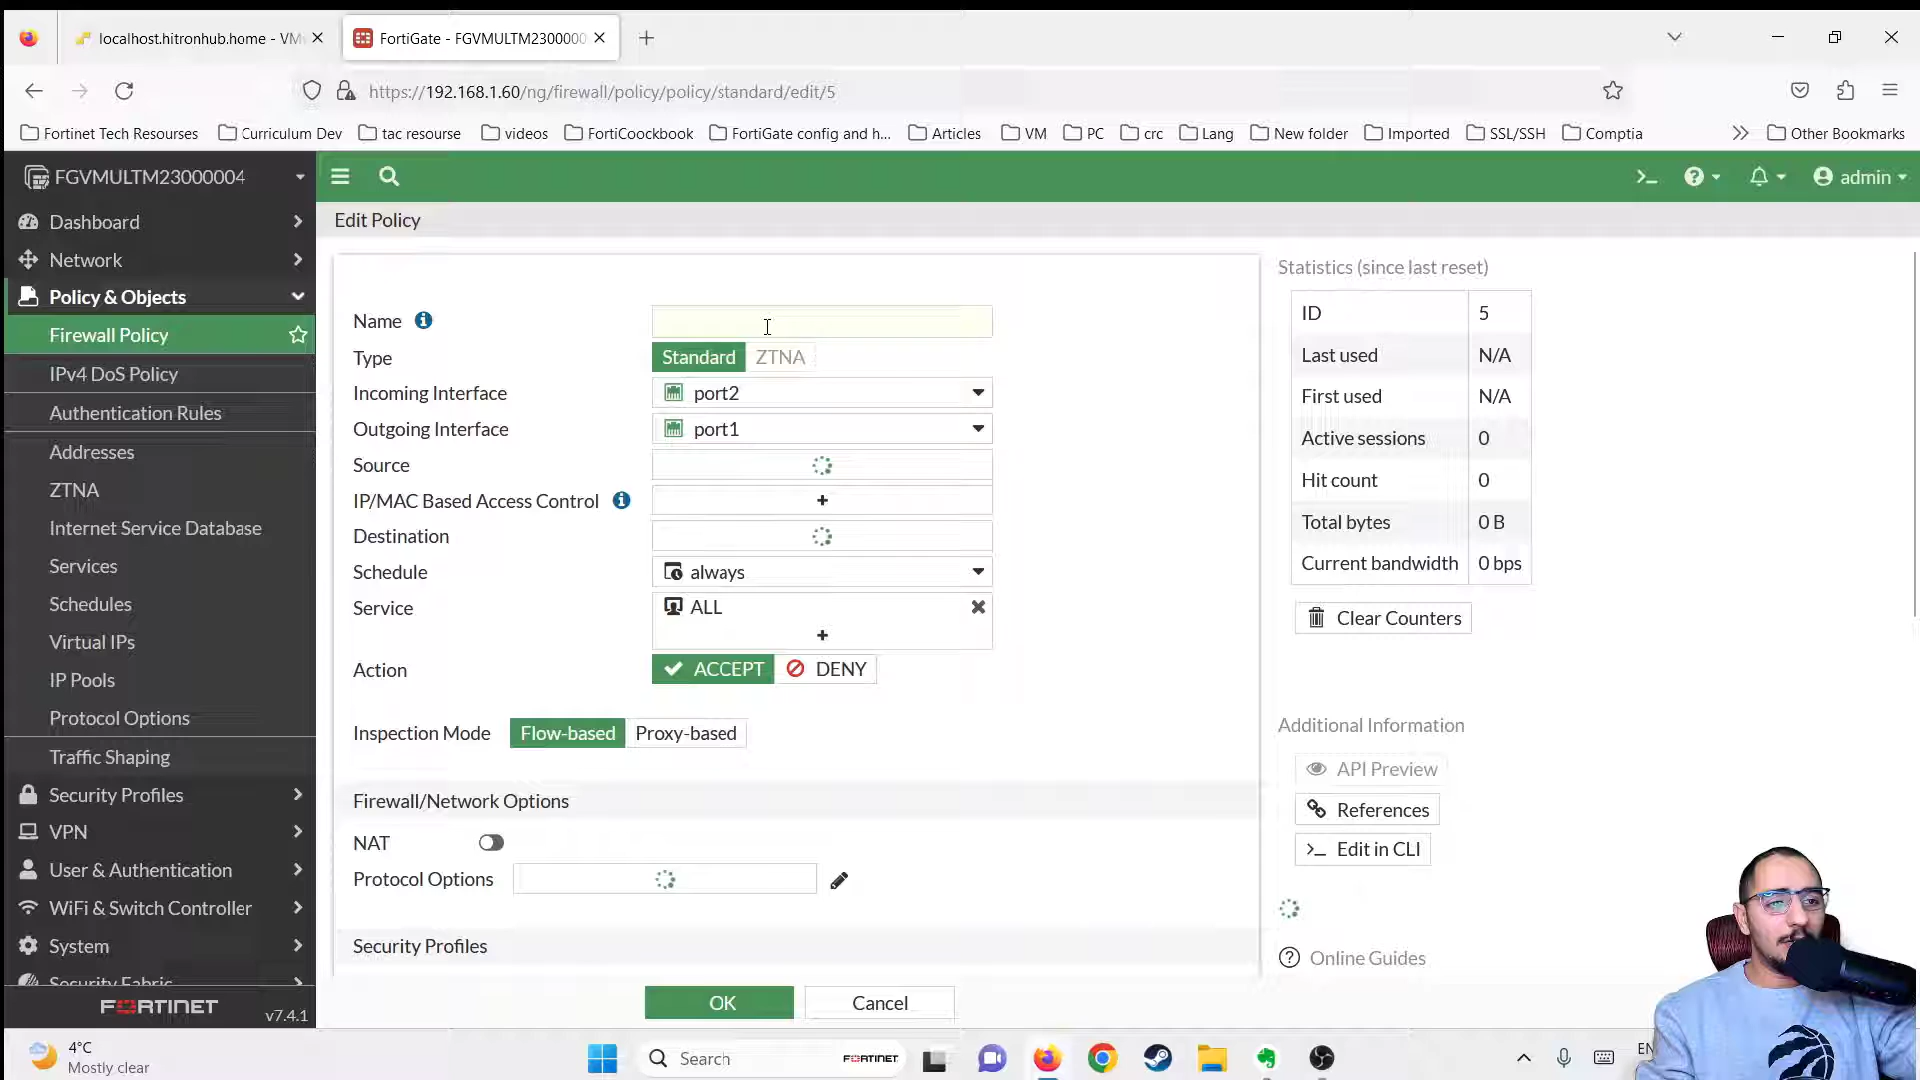 localhost.hitronhub.home - VM
FortiGate - FGVMULTM2300000
https://192.168.1.60/ng/firewall/policy/policy/standard/edit/5
Fortinet Tech Resourses
Curriculum Dev
tac resourse
videos
FortiCoockbook
FortiGate config and h...
Articles
VM
PC
crc
Lang
New folder
Imported
SSL/SSH
Comptia
Other Bookmarks
FGVMULTM23000004
admin
Dashboard
Network
Policy & Objects
Firewall Policy
IPv4 DoS Policy
Authentication Rules
Addresses
ZTNA
Internet Service Database
Services
Schedules
Virtual IPs
IP Pools
Protocol Options
Traffic Shaping
Security Profiles
VPN
User & Authentication
WiFi & Switch Controller
System
Security Fabric
FORTINET
v7.4.1
Edit Policy
Name
Type Standard ZTNA
Incoming Interface port2
Outgoing Interface port1
Source
IP/MAC Based Access Control +
Destination
Schedule always
Service ALL
+
Action ACCEPT DENY
Inspection Mode Flow-based Proxy-based
Firewall/Network Options
NAT
Protocol Options
Security Profiles
OK Cancel
Statistics (since last reset)
ID 5
Last used N/A
First used N/A
Active sessions 0
Hit count 0
Total bytes 0 B
Current bandwidth 0 bps
Clear Counters
Additional Information
API Preview
References
>_ Edit in CLI
Online Guides
4°C
Mostly clear
Search
FORTINET
EN